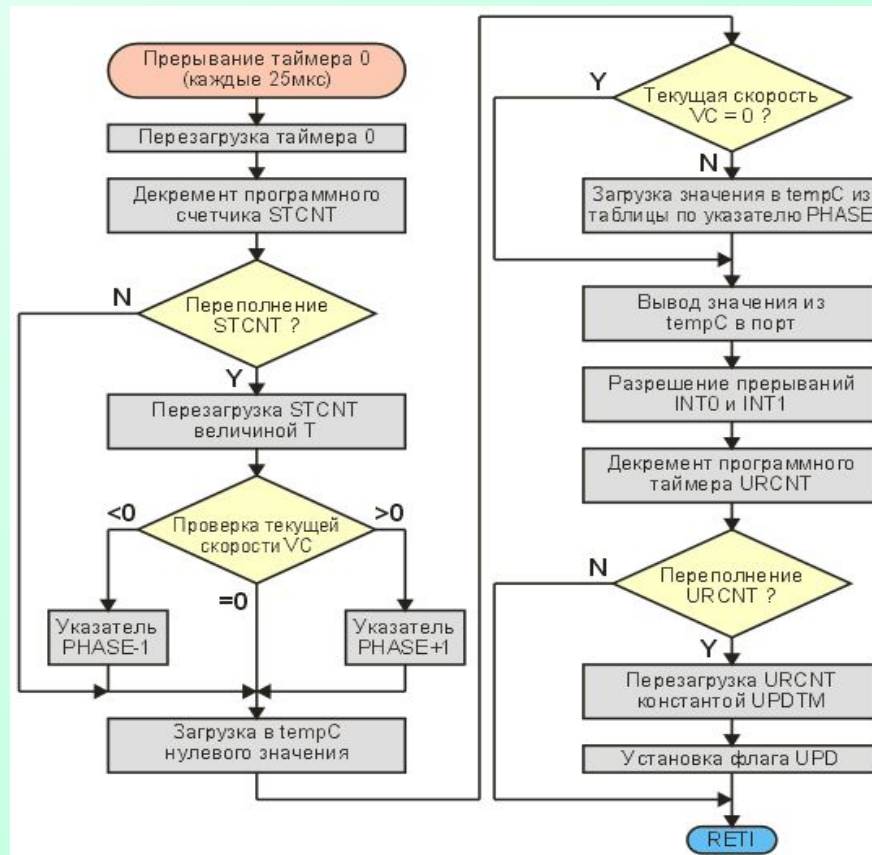 Прерывание таймера 0
(каждые 25мкс)
Перезагрузка таймера 0
Декремент программного
счетчика STCNT
N
Переполнение
STCNT ?
Y
Перезагрузка STCNT
величиной Т
<0
Проверка текущей
скорости VC
>0
=0
Указатель
PHASE-1
Указатель
PHASE+1
Загрузка в tempC
нулевого значения
Y
Текущая скорость
VC = 0 ?
N
Загрузка значения в tempC из
таблицы по указателю PHASE
Вывод значения из
tempC в порт
Разрешение прерываний
INT0 и INT1
Декремент программного
таймера URCNT
N
Переполнение
URCNT ?
Y
Перезагрузка URCNT
константой UPDTM
Установка флага UPD
RETI